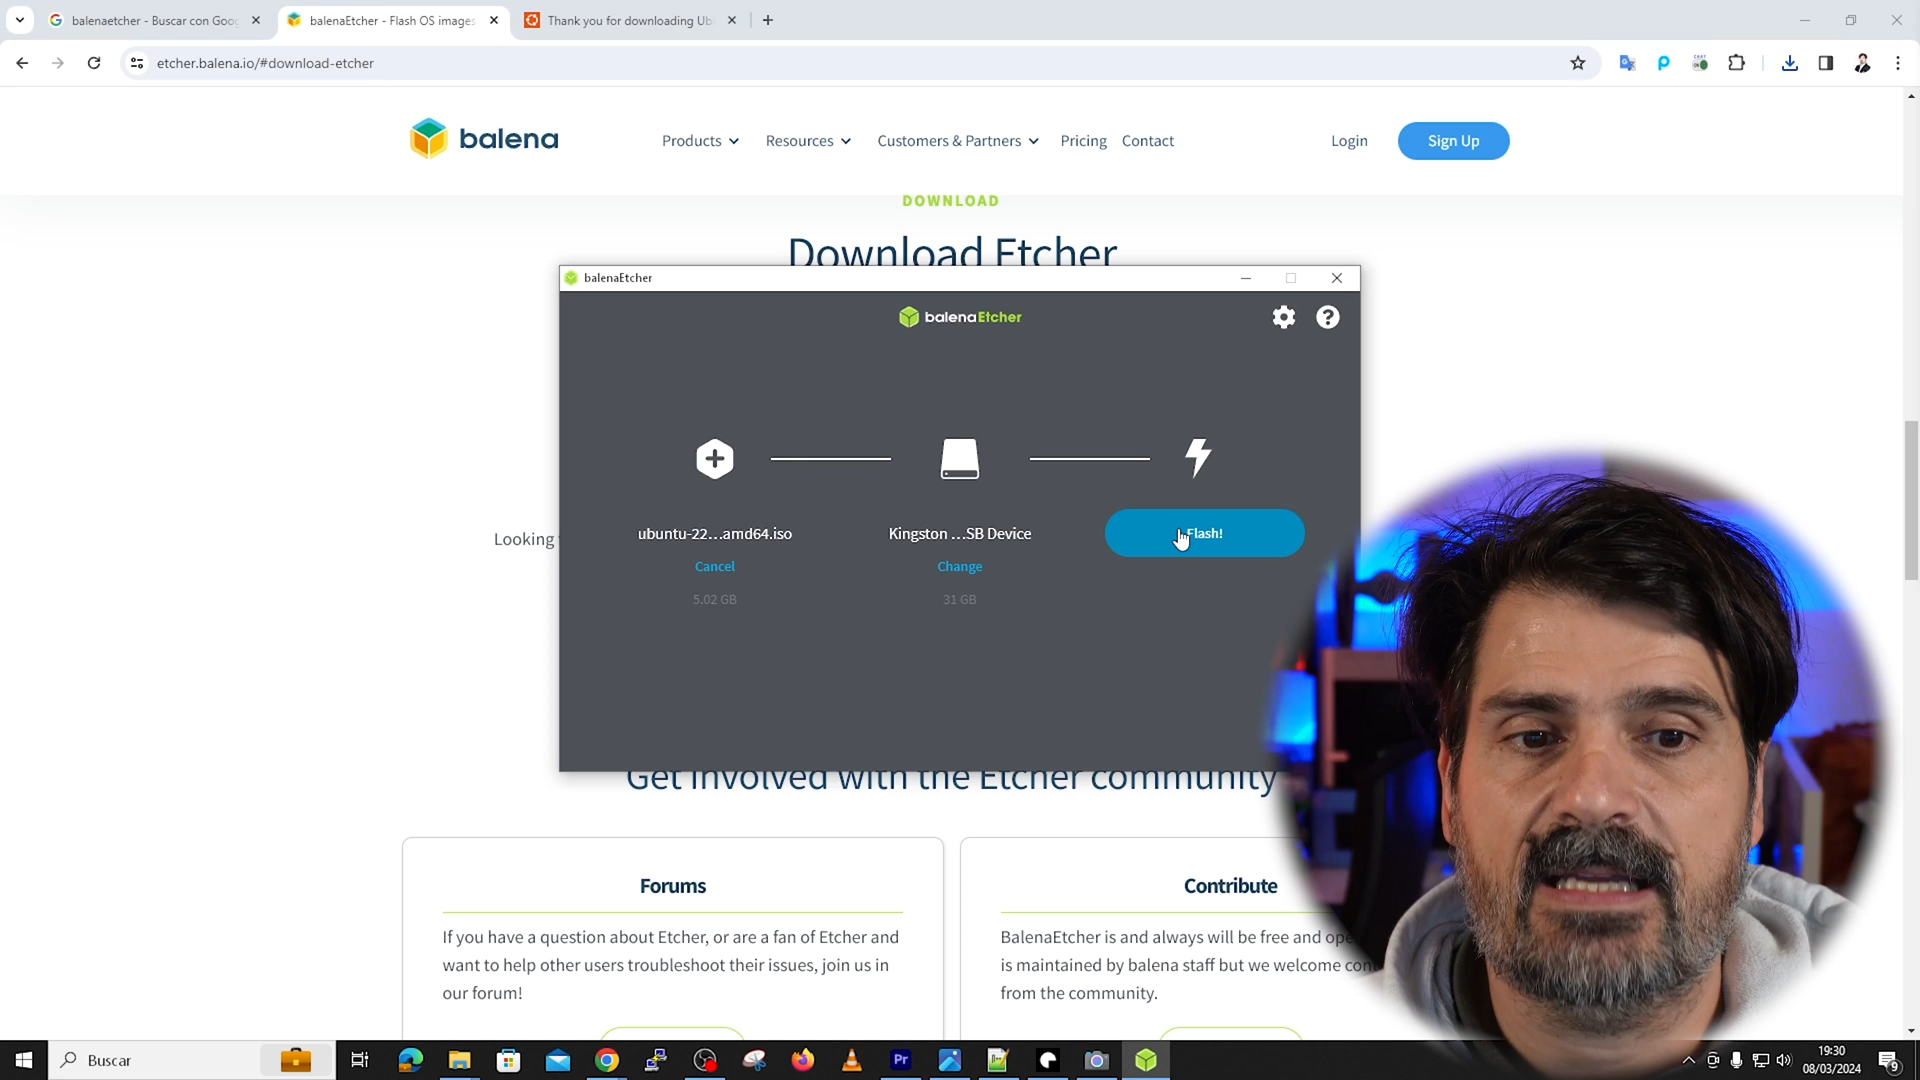 balenaetcher - Buscar con Goog
balenaEtcher - Flash OS images
Thank you for downloading Ub
etcher.balena.io/#download-etcher
balena
Products
Resources
Customers & Partners
Pricing
Contact
Login
Sign Up
DOWNLOAD
Download Etcher
balenaEtcher
balenaEtcher
ubuntu-22...amd64.iso
Kingston ...SB Device
Flash!
Cancel
Change
5.02 GB
31 GB
Looking
Get involved with the Etcher community
Forums
If you have a question about Etcher, or are a fan of Etcher and
want to help other users troubleshoot their issues, join us in
our forum!
Contribute
BalenaEtcher is and always will be free and ope
is maintained by balena staff but we welcome con
from the community.
Buscar
Pr
19:30
08/03/2024
9